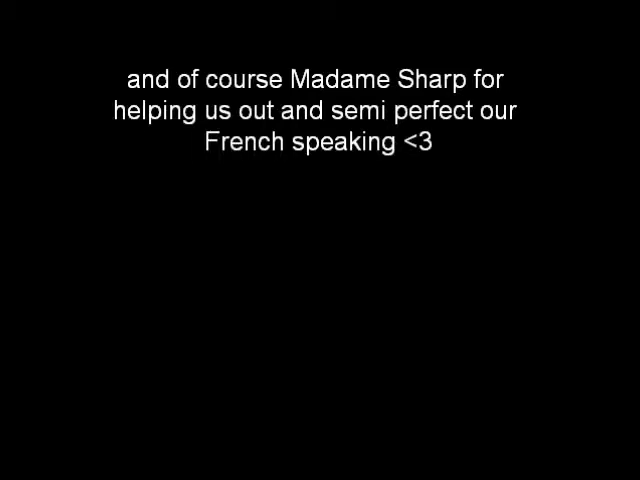 and of course Madame Sharp for
helping us out and semi perfect our
French speaking <3